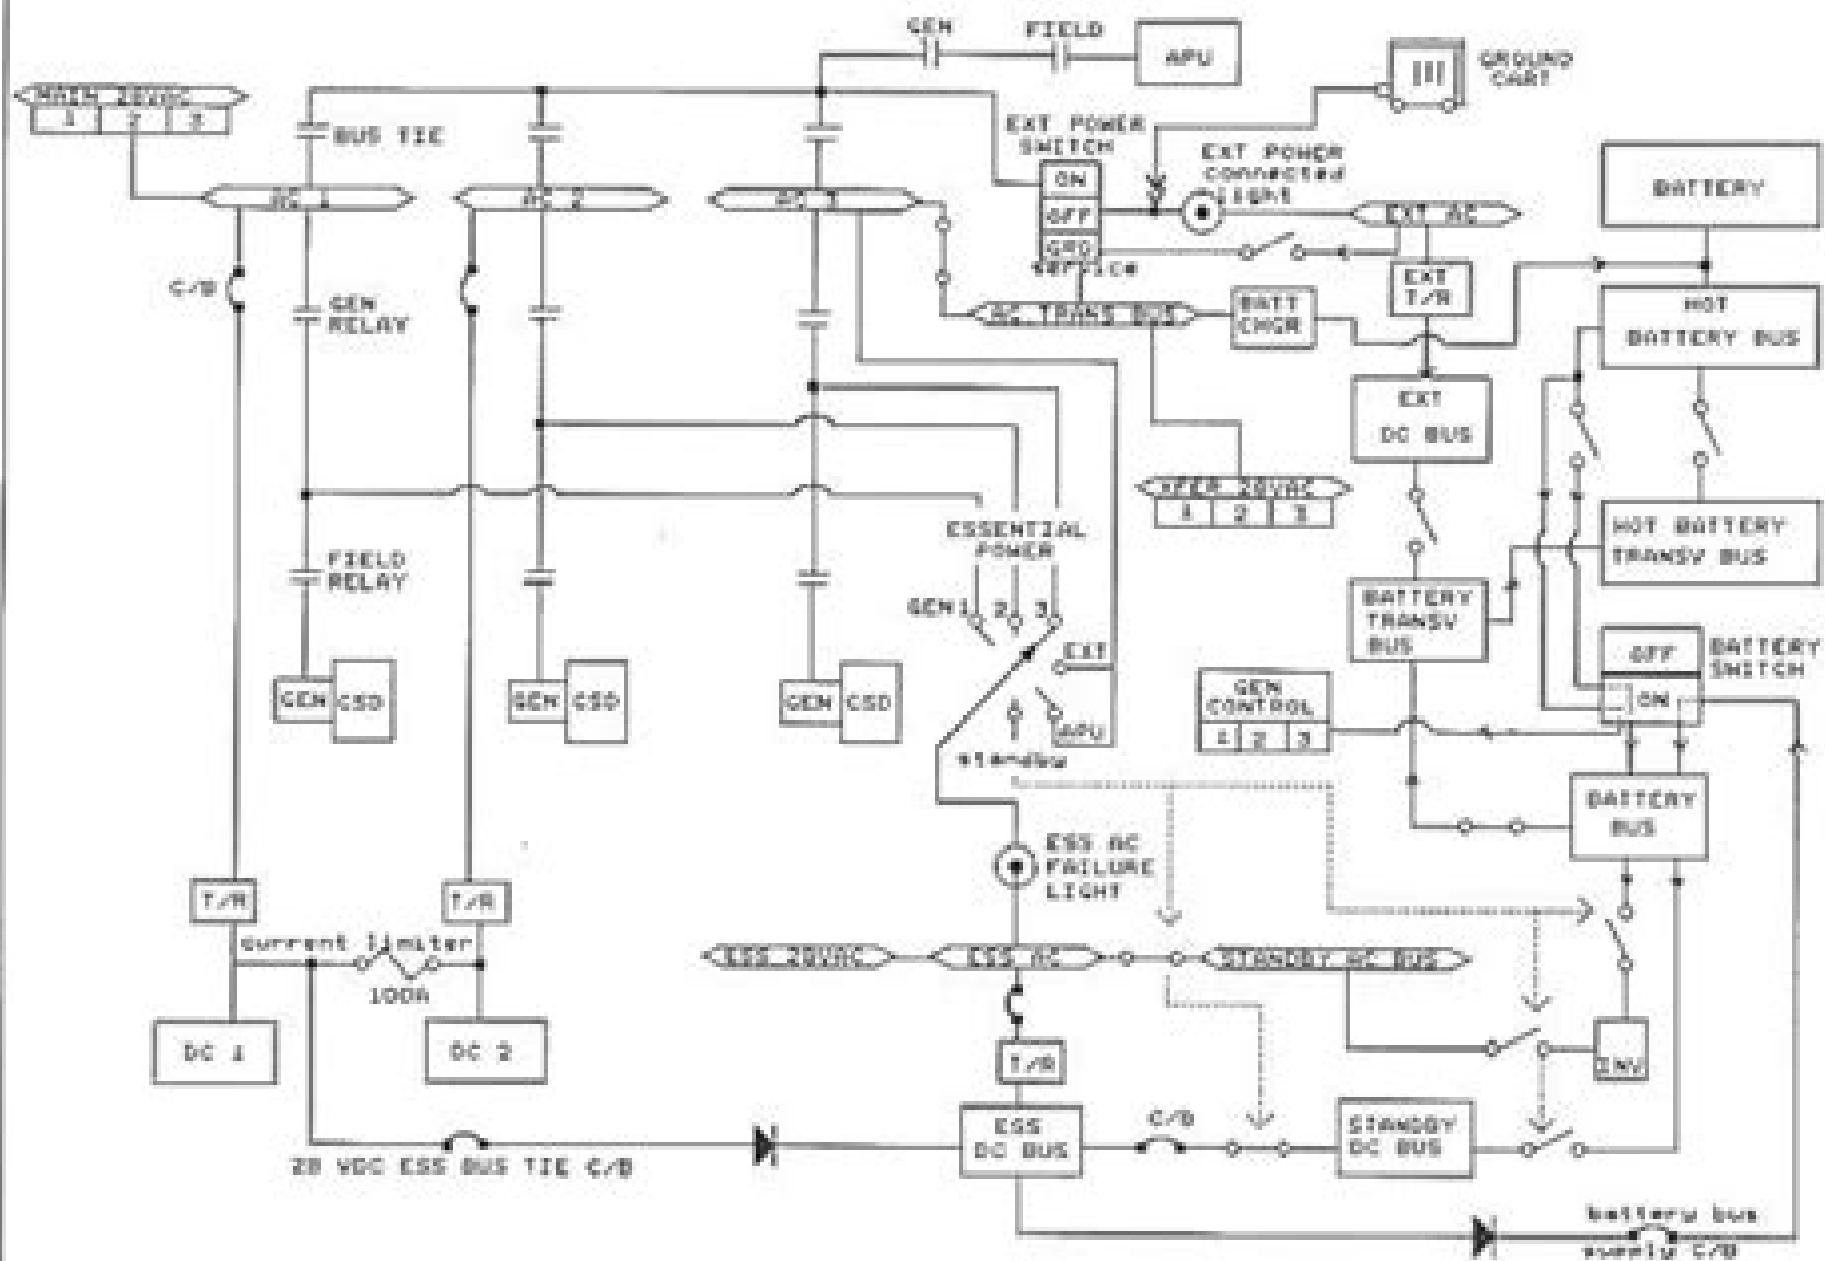 GEN
FIELD
APU
GROUND
CART
MAIN 28VAC
1 2 3
BUS TIE
EXT POWER
SWITCH
ON
OFF
GRD
service
EXT POWER
connected
light
EXT AC
BATTERY
AC 1
AC 2
AC 3
C/B
GEN
RELAY
AC TRANS BUS
BATT
CHGR
EXT
T/R
HOT
BATTERY BUS
EXT
DC BUS
XFER 28VAC
1 2 3
HOT BATTERY
TRANSV BUS
ESSENTIAL
POWER
FIELD
RELAY
GEN 1 2 3
EXT
APU
standby
BATTERY
TRANSV
BUS
OFF
ON
BATTERY
SWITCH
GEN CSD
GEN CSD
GEN CSD
GEN
CONTROL
1 2 3
BATTERY
BUS
ESS AC
FAILURE
LIGHT
T/R
T/R
current limiter
100A
ESS 28VAC
ESS AC
STANDBY AC BUS
DC 1
DC 2
T/R
INV
ESS
DC BUS
C/B
STANDBY
DC BUS
28 VDC ESS BUS TIE C/B
battery bus
supply C/B